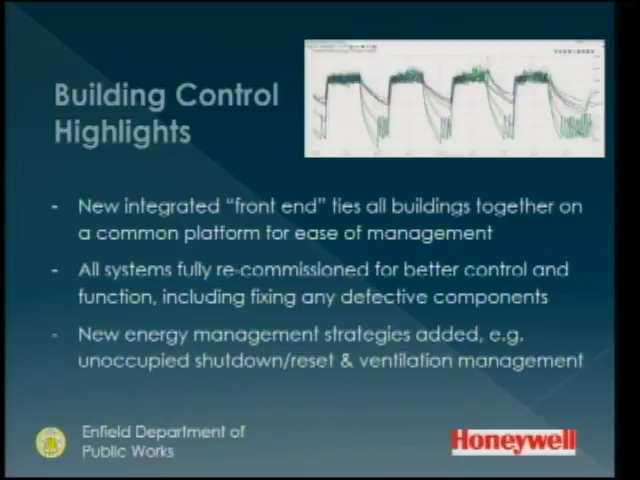 Building Control
Highlights
- New integrated “front end” ties all buildings together on
a common platform for ease of management
- All systems fully re-commissioned for better control and
function, including fixing any defective components
- New energy management strategies added, e.g.
unoccupied shutdown/reset & ventilation management
Enfield Department of
Public Works
Honeywell